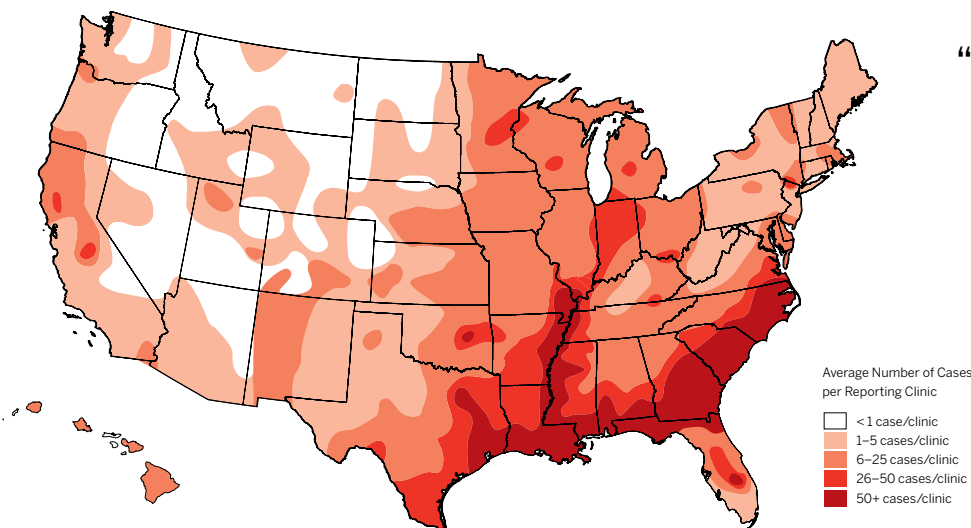 “
Average Number of Cases
per Reporting Clinic
<1 case/clinic
1–5 cases/clinic
6–25 cases/clinic
26–50 cases/clinic
50+ cases/clinic